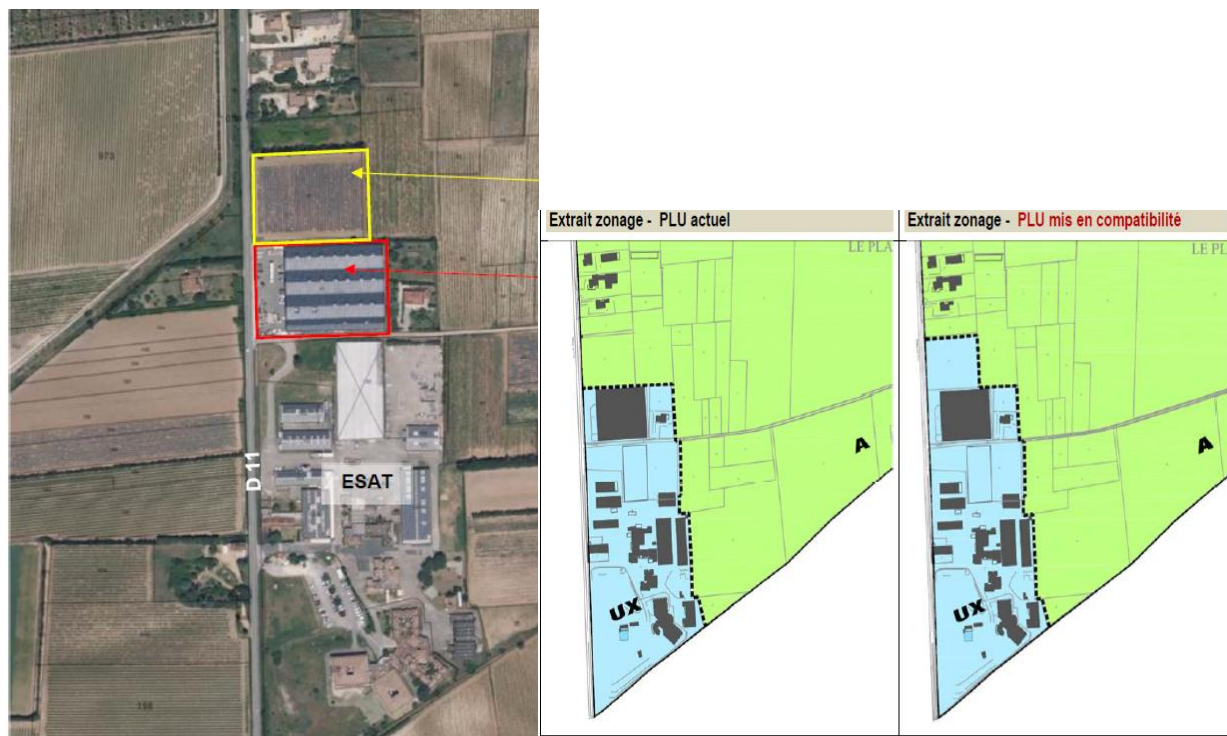 973
D 11
ESAT
198
Extrait zonage - PLU actuel
LE PLA
A
UX
Extrait zonage - PLU mis en compatibilité
LE PL
A
UX